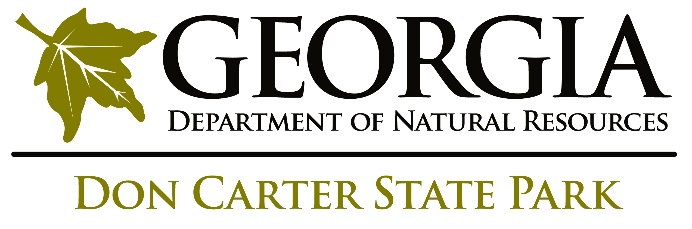 GEORGIA
DEPARTMENT OF NATURAL RESOURCES
DON CARTER STATE PARK